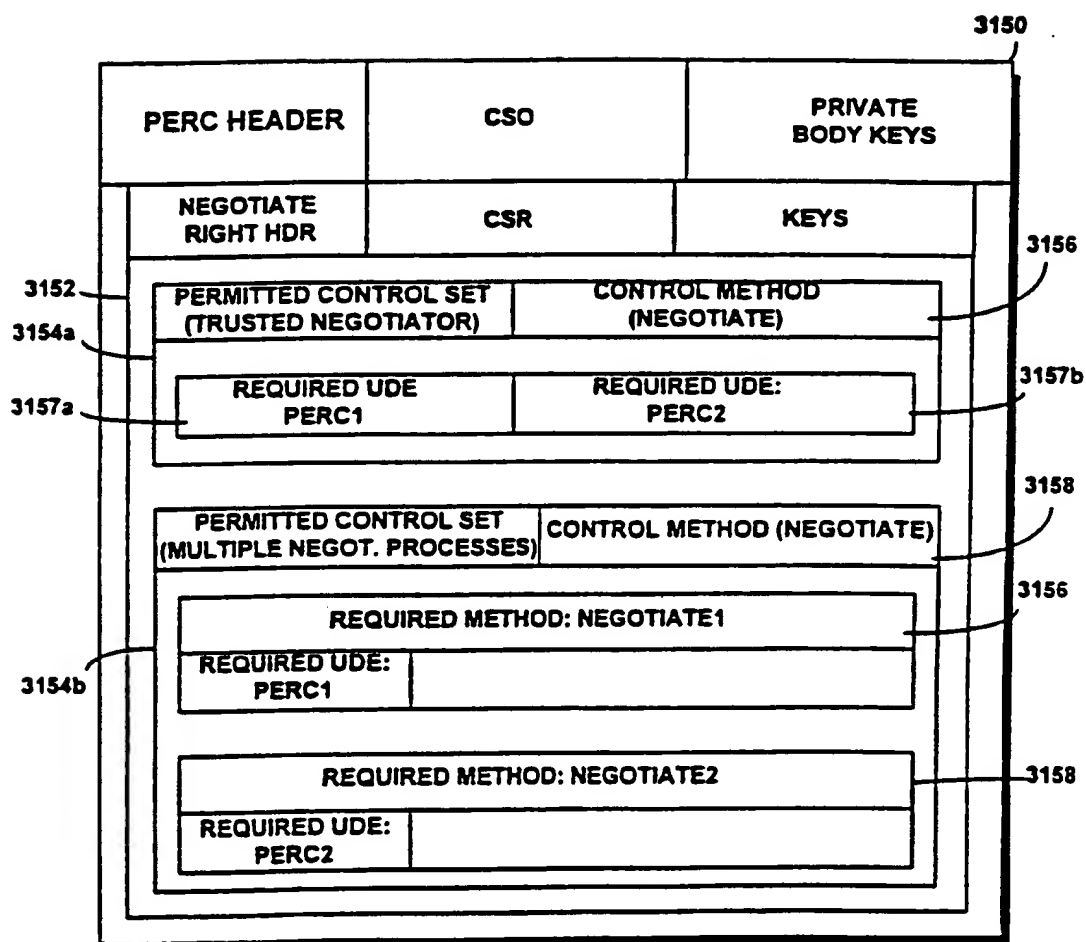 3150
PERC HEADER
CSO
PRIVATE
BODY KEYS
NEGOTIATE
RIGHT HDR
CSR
KEYS
3156
3152
PERMITTED CONTROL SET
(TRUSTED NEGOTIATOR)
CONTROL METHOD
(NEGOTIATE)
3154a
3157a
REQUIRED UDE
PERC1
REQUIRED UDE:
PERC2
3157b
3158
PERMITTED CONTROL SET
(MULTIPLE NEGOT. PROCESSES)
CONTROL METHOD (NEGOTIATE)
3156
REQUIRED METHOD: NEGOTIATE1
REQUIRED UDE:
PERC1
3154b
REQUIRED METHOD: NEGOTIATE2
3158
REQUIRED UDE:
PERC2